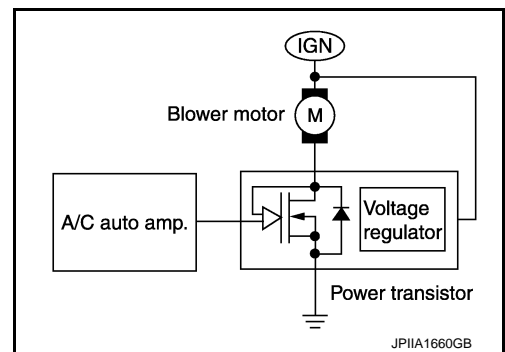 IGN
Blower motor
M
A/C auto amp.
Voltage
regulator
Power transistor
JPIIA1660GB